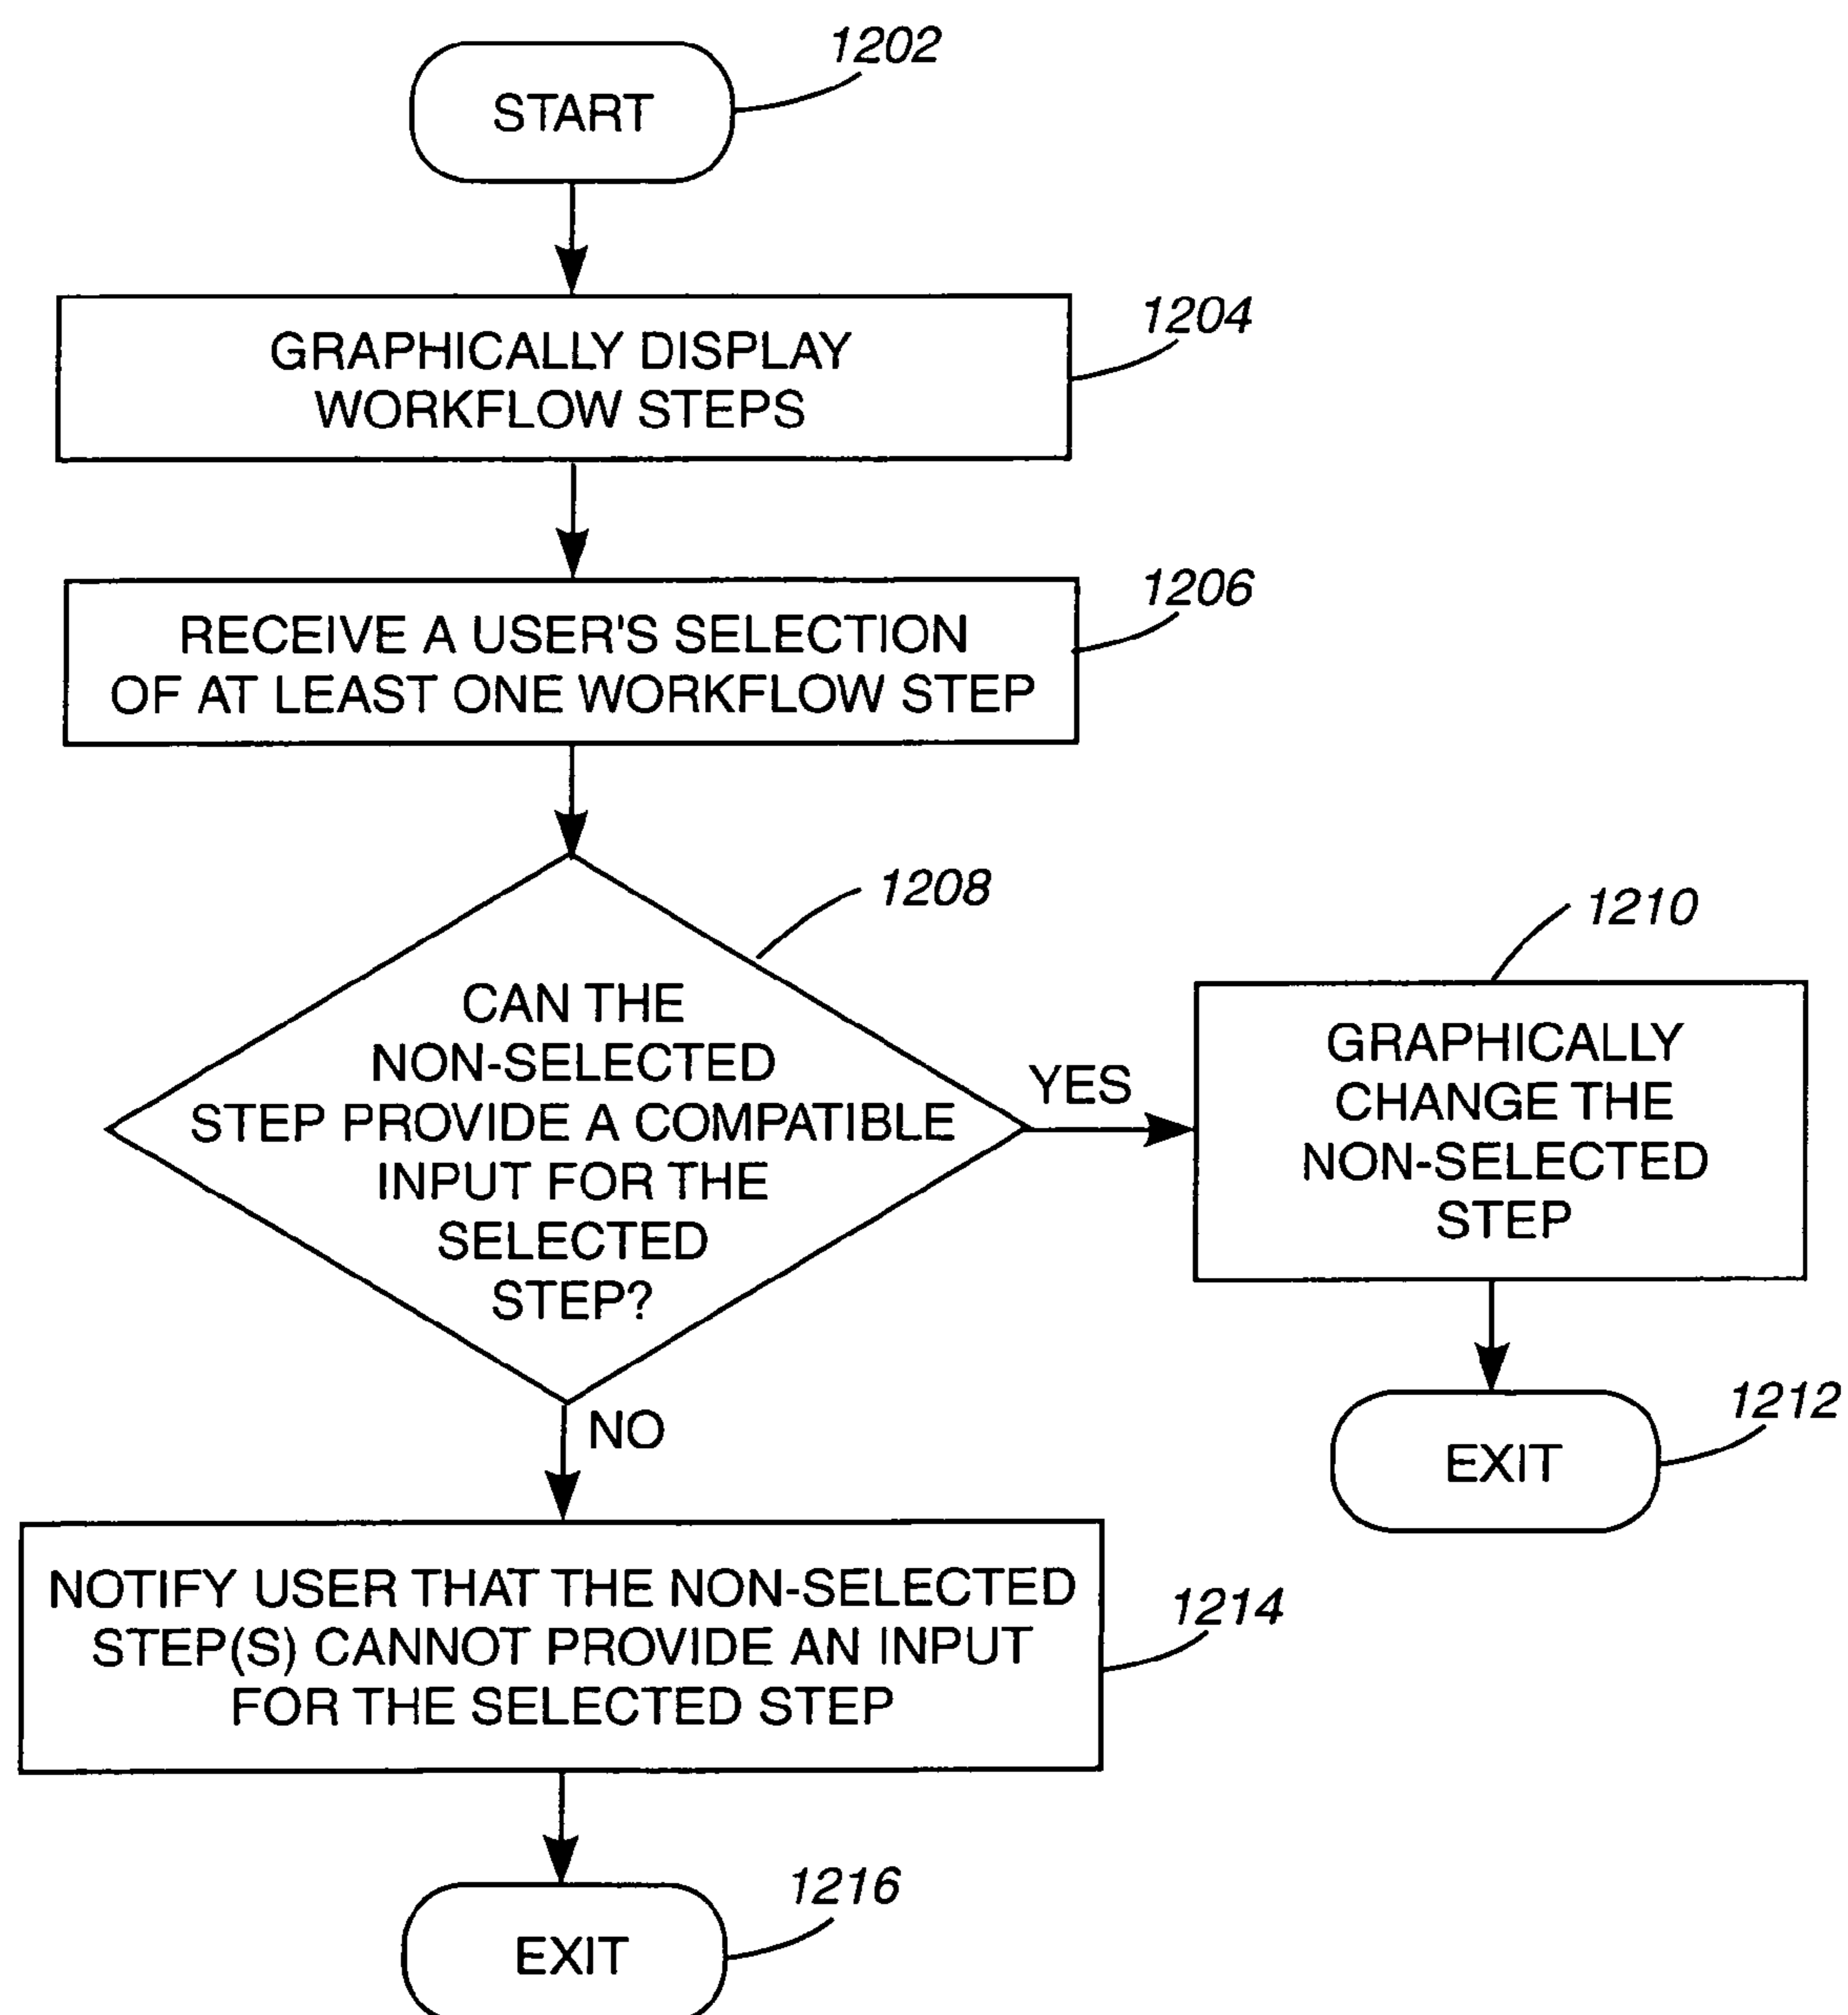 1202
START
1204
GRAPHICALLY DISPLAY
WORKFLOW STEPS
1206
RECEIVE A USER'S SELECTION
OF AT LEAST ONE WORKFLOW STEP
1208
CAN THE
NON-SELECTED
STEP PROVIDE A COMPATIBLE
INPUT FOR THE
SELECTED
STEP?
YES
1210
GRAPHICALLY
CHANGE THE
NON-SELECTED
STEP
1212
EXIT
NO
1214
NOTIFY USER THAT THE NON-SELECTED
STEP(S) CANNOT PROVIDE AN INPUT
FOR THE SELECTED STEP
1216
EXIT